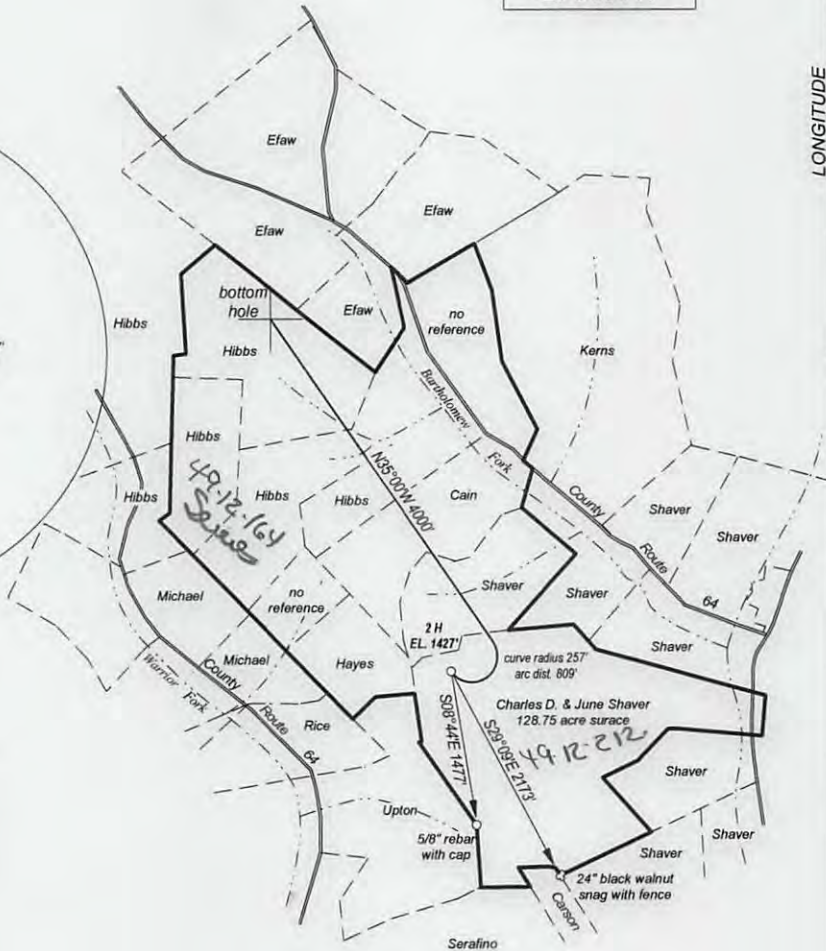 LONGITUDE
Efaw
Efaw
Efaw
bottom
hole
Hibbs
Hibbs
Efaw
no
reference
Kerns
Bartholomew
Fork
Hibbs
49-12-164
Hibbs
Hibbs
Hibbs
N35°00'W 4000'
Cain
County
Route
64
Shaver
Shaver
Michael
no
reference
Shaver
Shaver
2 H
EL. 1427'
Shaver
Michael
Hayes
curve radius 257'
arc dist. 809'
Warrior
Fork
County
Route
64
Rice
S08°44'E 1477'
S29°09'E 2173'
Charles D. & June Shaver
128.75 acre surace
49-12-212
Shaver
Upton
5/8" rebar
with cap
Shaver
Shaver
24" black walnut
snag with fence
Carson
Serafino